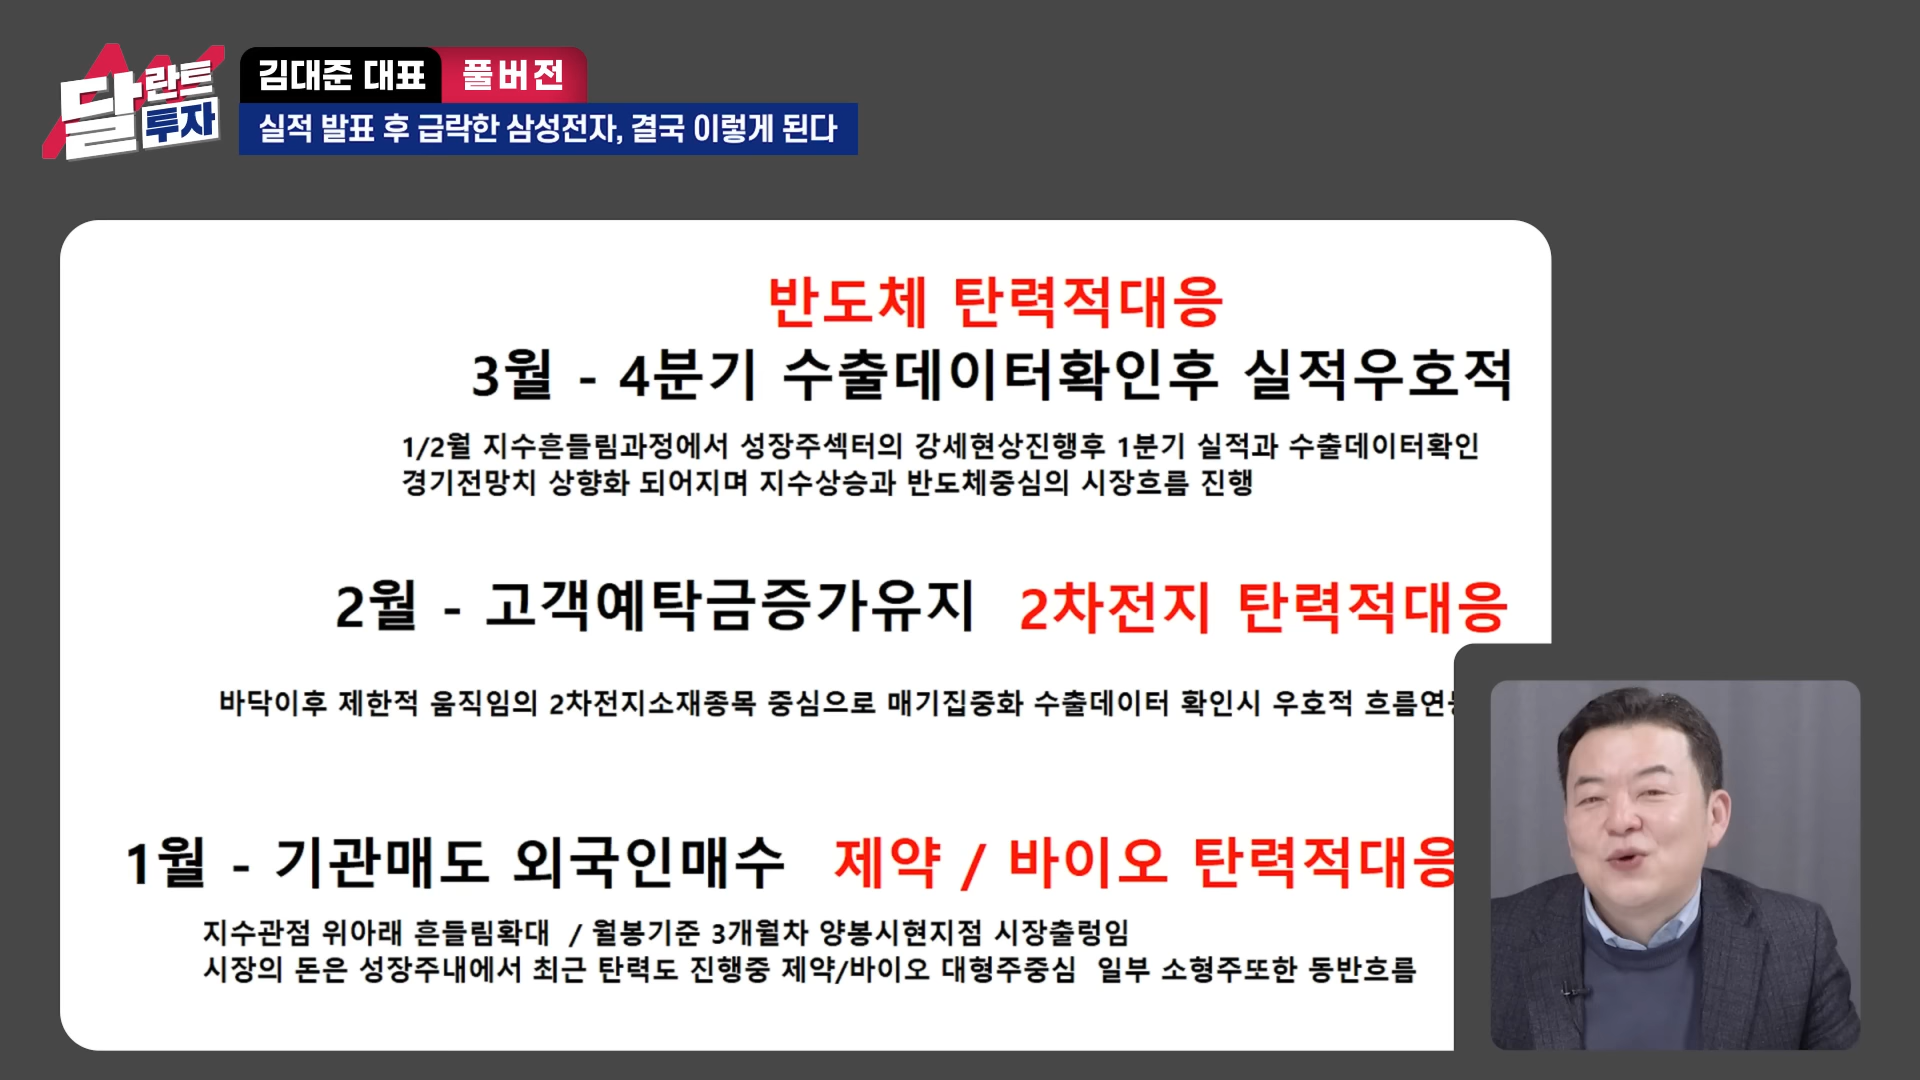 달란트투자
김대준 대표 풀버전
실적 발표 후 급락한 삼성전자, 결국 이렇게 된다
반도체 탄력적대응
3월 - 4분기 수출데이터확인후 실적우호적
1/2월 지수흔들림과정에서 성장주섹터의 강세현상진행후 1분기 실적과 수출데이터확인
경기전망치 상향화 되어지며 지수상승과 반도체중심의 시장흐름 진행
2월 - 고객예탁금증가유지 2차전지 탄력적대응
바닥이후 제한적 움직임의 2차전지소재종목 중심으로 매기집중화 수출데이터 확인시 우호적
1월 - 기관매도 외국인매수 제약 / 바이오 탄력적대응
지수관점 위아래 흔들림확대 / 월봉기준 3개월차 양봉시현지점 시장출렁임
시장의 돈은 성장주내에서 최근 탄력도 진행중 제약/바이오 대형주중심 일부 소형주또한 동반흐름